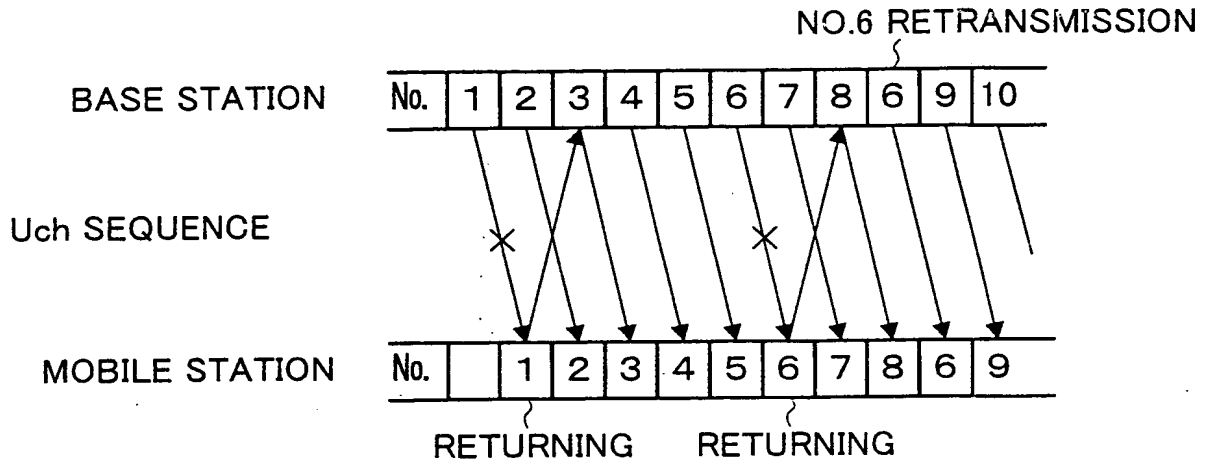 NO.6 RETRANSMISSION
BASE STATION No. 1 2 3 4 5 6 7 8 6 9 10
Uch SEQUENCE
MOBILE STATION No. 1 2 3 4 5 6 7 8 6 9
RETURNING RETURNING